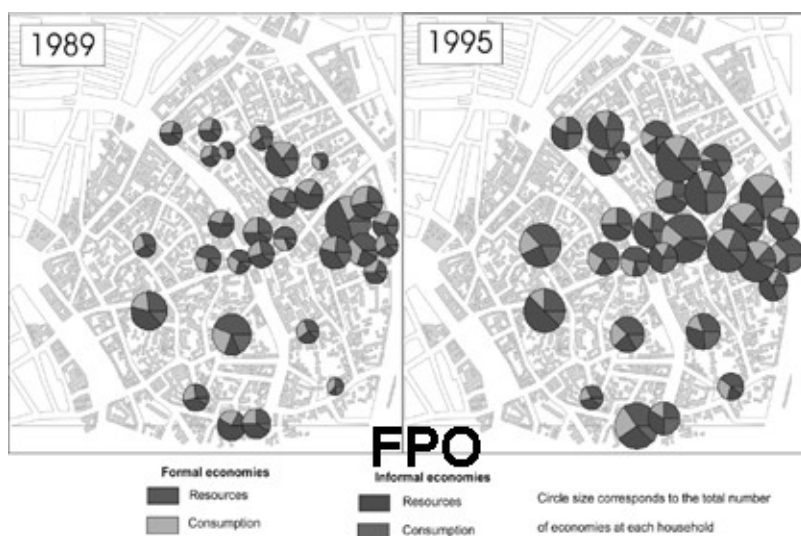 1989
1995
FPO
Formal economies
Resources
Consumption
Informal economies
Resources
Consumption
Circle size corresponds to the total number
of economies at each household